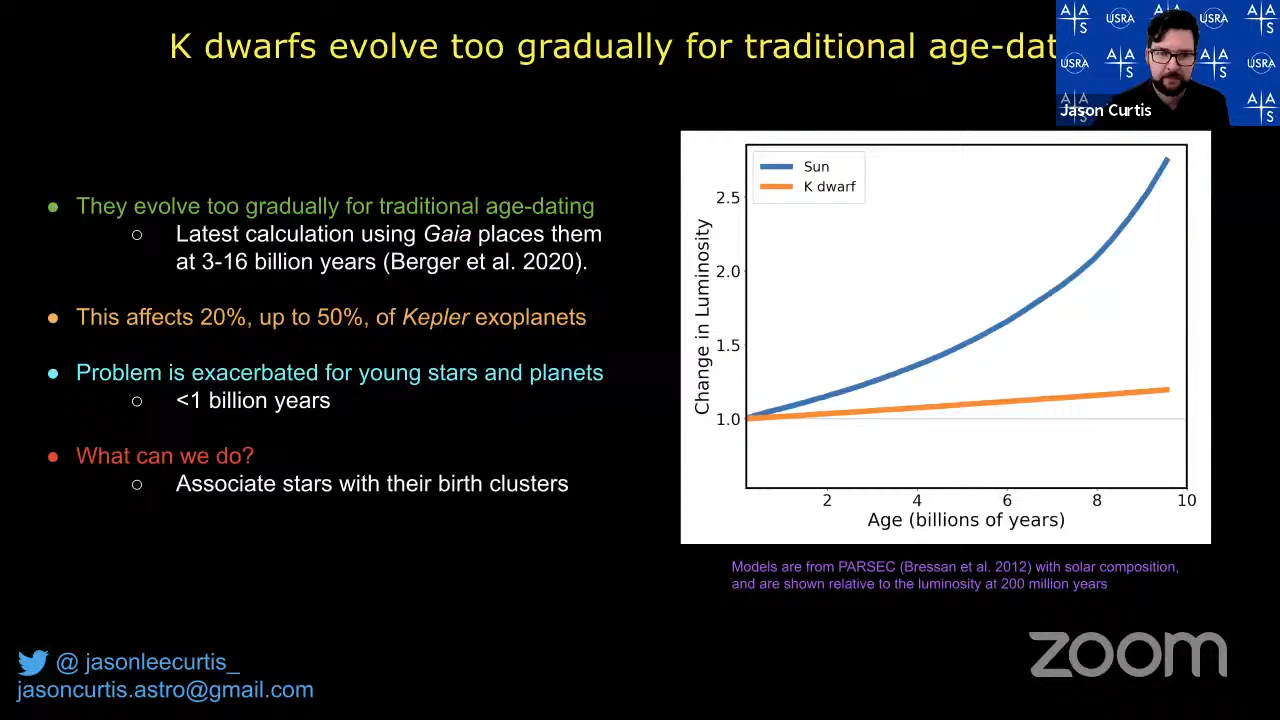 K dwarfs evolve too gradually for traditional age-dat
A A S
USRA
A A S
USRA
A A S
USRA
A A S
A A S
USRA
A A S
A A S
Jason Curtis
● They evolve too gradually for traditional age-dating
○ Latest calculation using Gaia places them
at 3-16 billion years (Berger et al. 2020).
● This affects 20%, up to 50%, of Kepler exoplanets
● Problem is exacerbated for young stars and planets
○ <1 billion years
● What can we do?
○ Associate stars with their birth clusters
Sun
K dwarf
Change in Luminosity
2.5
2.0
1.5
1.0
2 4 6 8 10
Age (billions of years)
Models are from PARSEC (Bressan et al. 2012) with solar composition,
and are shown relative to the luminosity at 200 million years
@ jasonleecurtis_
jasoncurtis.astro@gmail.com
zoom